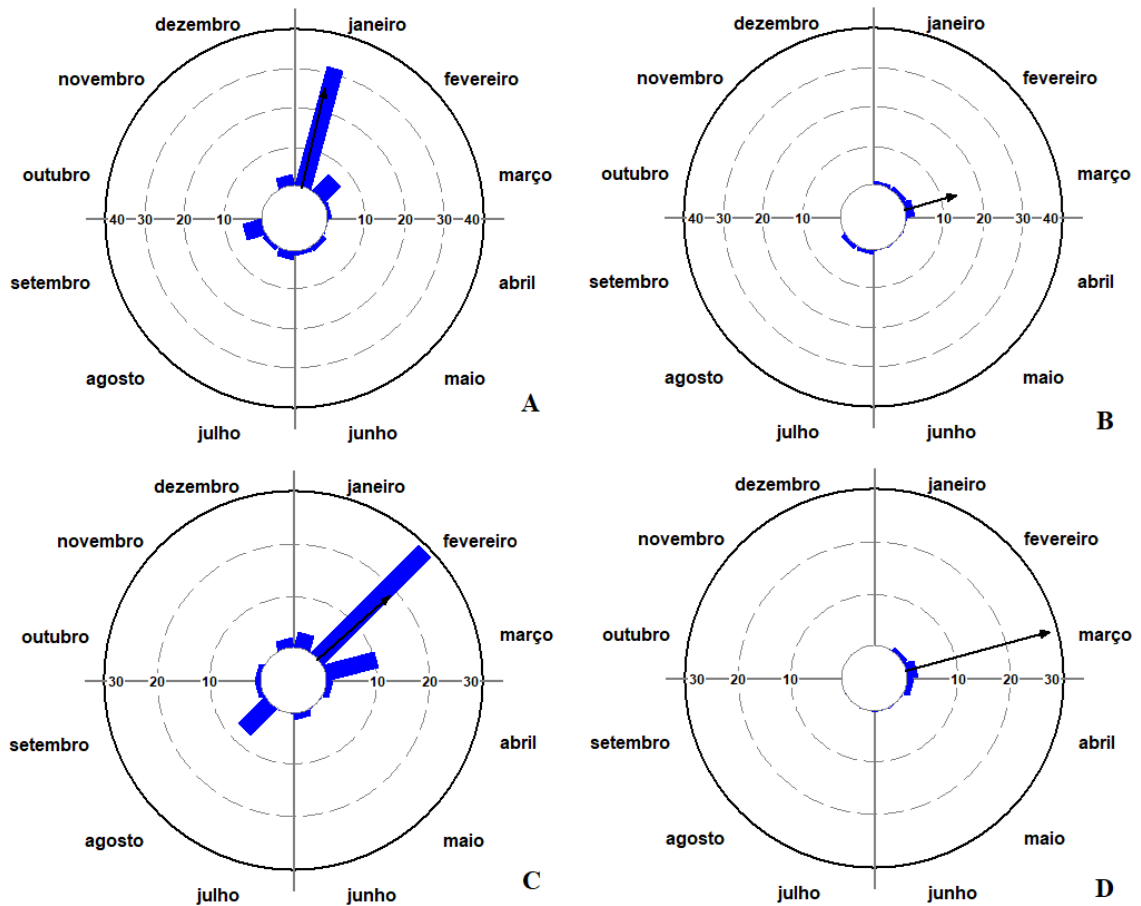 dezembro janeiro dezembro janeiro
novembro fevereiro novembro fevereiro
outubro março outubro março
40 30 20 10 10 20 30 40 40 30 20 10 10 20 30 40
setembro abril setembro abril
agosto maio agosto maio
A B
julho junho julho junho
dezembro janeiro dezembro janeiro
novembro fevereiro novembro fevereiro
outubro março outubro março
30 20 10 10 20 30 30 20 10 10 20 30
setembro abril setembro abril
agosto maio agosto maio
C D
julho junho julho junho